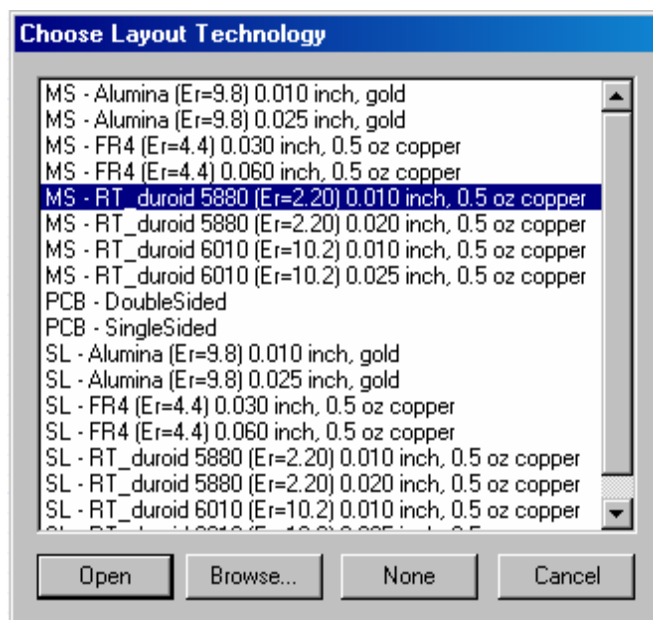 Choose Layout Technology
MS - Alumina (Er=9.8) 0.010 inch, gold
MS - Alumina (Er=9.8) 0.025 inch, gold
MS - FR4 (Er=4.4) 0.030 inch, 0.5 oz copper
MS - FR4 (Er=4.4) 0.060 inch, 0.5 oz copper
MS - RT_duroid 5880 (Er=2.20) 0.010 inch, 0.5 oz copper
MS - RT_duroid 5880 (Er=2.20) 0.020 inch, 0.5 oz copper
MS - RT_duroid 6010 (Er=10.2) 0.010 inch, 0.5 oz copper
MS - RT_duroid 6010 (Er=10.2) 0.025 inch, 0.5 oz copper
PCB - DoubleSided
PCB - SingleSided
SL - Alumina (Er=9.8) 0.010 inch, gold
SL - Alumina (Er=9.8) 0.025 inch, gold
SL - FR4 (Er=4.4) 0.030 inch, 0.5 oz copper
SL - FR4 (Er=4.4) 0.060 inch, 0.5 oz copper
SL - RT_duroid 5880 (Er=2.20) 0.010 inch, 0.5 oz copper
SL - RT_duroid 5880 (Er=2.20) 0.020 inch, 0.5 oz copper
SL - RT_duroid 6010 (Er=10.2) 0.010 inch, 0.5 oz copper
Open Browse... None Cancel